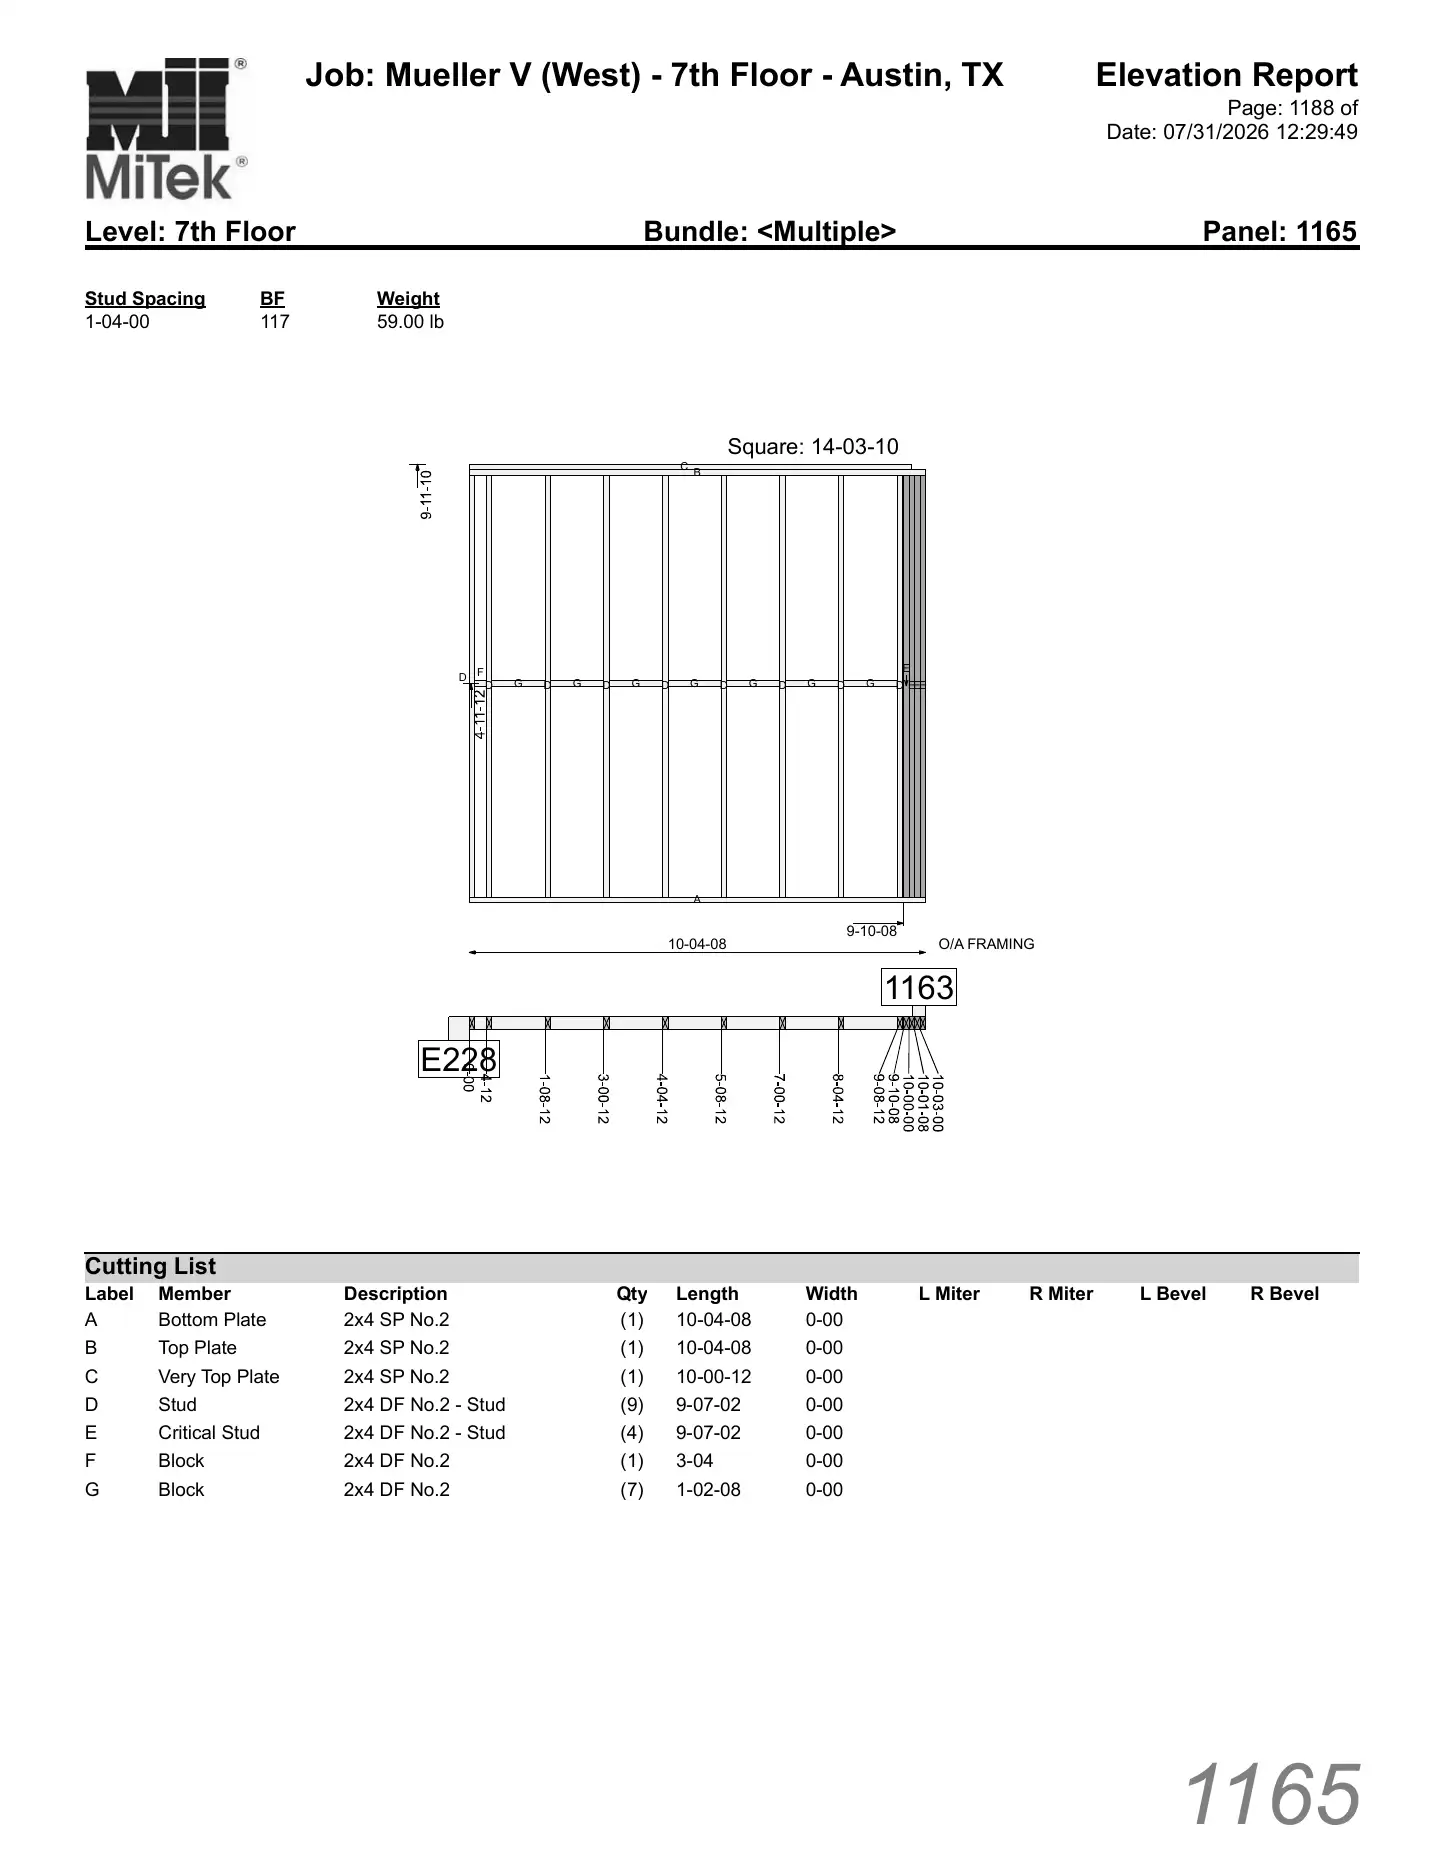 MiTek®
Job: Mueller V (West) - 7th Floor - Austin, TX
Elevation Report
Page: 1188 of
Date: 07/31/2026 12:29:49
Level: 7th Floor Bundle: <Multiple> Panel: 1165
Stud Spacing BF Weight
1-04-00 117 59.00 lb
Square: 14-03-10
C
B
9-11-10
D F E
G G G G G G G
4-11-12
A
9-10-08
10-04-08 O/A FRAMING
1163
E228
0-00 4-12 1-08-12 3-00-12 4-04-12 5-08-12 7-00-12 8-04-12 9-08-12 9-10-08 10-00-00 10-01-08 10-03-00
Cutting List
Label Member Description Qty Length Width L Miter R Miter L Bevel R Bevel
A Bottom Plate 2x4 SP No.2 (1) 10-04-08 0-00
B Top Plate 2x4 SP No.2 (1) 10-04-08 0-00
C Very Top Plate 2x4 SP No.2 (1) 10-00-12 0-00
D Stud 2x4 DF No.2 - Stud (9) 9-07-02 0-00
E Critical Stud 2x4 DF No.2 - Stud (4) 9-07-02 0-00
F Block 2x4 DF No.2 (1) 3-04 0-00
G Block 2x4 DF No.2 (7) 1-02-08 0-00
1165